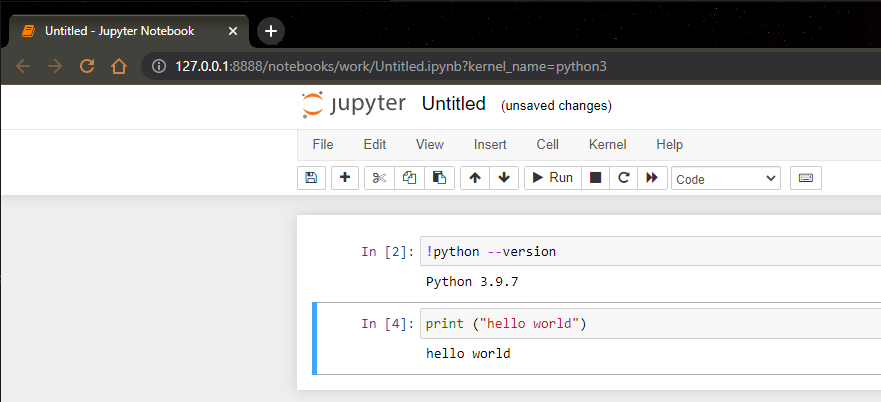 Untitled - Jupyter Notebook
127.0.0.1:8888/notebooks/work/Untitled.ipynb?kernel_name=python3
jupyter Untitled (unsaved changes)
File Edit View Insert Cell Kernel Help
Run Code
In [2]: !python --version
Python 3.9.7
In [4]: print ("hello world")
hello world